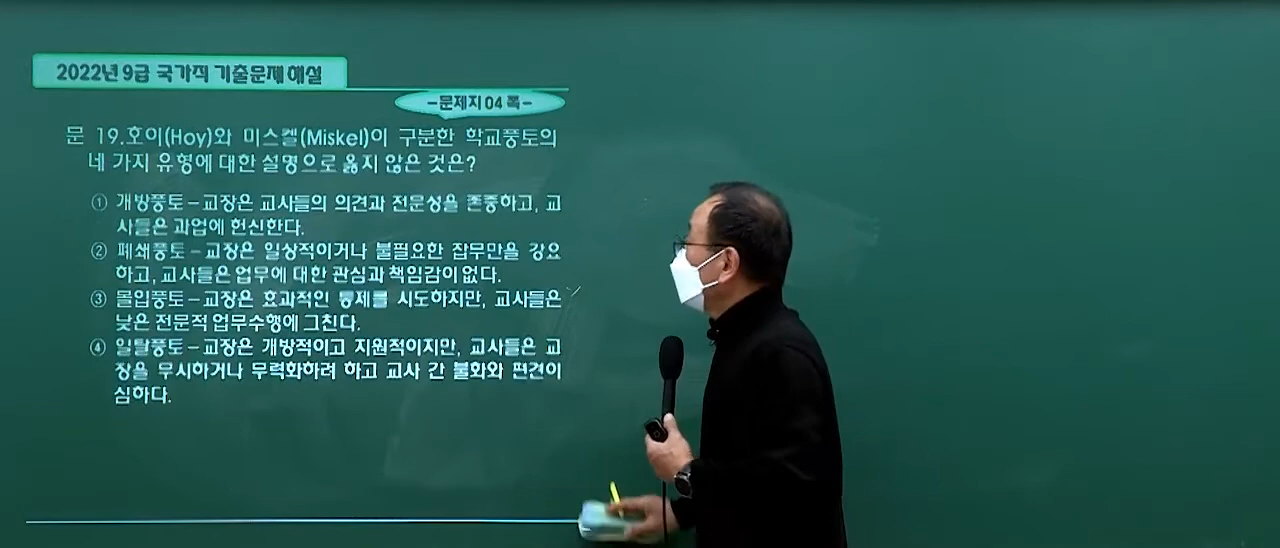 2022년 9급 국가직 기출문제 해설
-문제지 04 쪽-
문 19.호이(Hoy)와 미스켈(Miskel)이 구분한 학교풍토의
네 가지 유형에 대한 설명으로 옳지 않은 것은?
① 개방풍토-교장은 교사들의 의견과 전문성을 존중하고, 교
사들은 과업에 헌신한다.
② 폐쇄풍토-교장은 일상적이거나 불필요한 잡무만을 강요
하고, 교사들은 업무에 대한 관심과 책임감이 없다.
③ 몰입풍토-교장은 효과적인 통제를 시도하지만, 교사들은
낮은 전문적 업무수행에 그친다.
④ 일탈풍토-교장은 개방적이고 지원적이지만, 교사들은 교
장을 무시하거나 무력화하려 하고 교사 간 불화와 편견이
심하다.